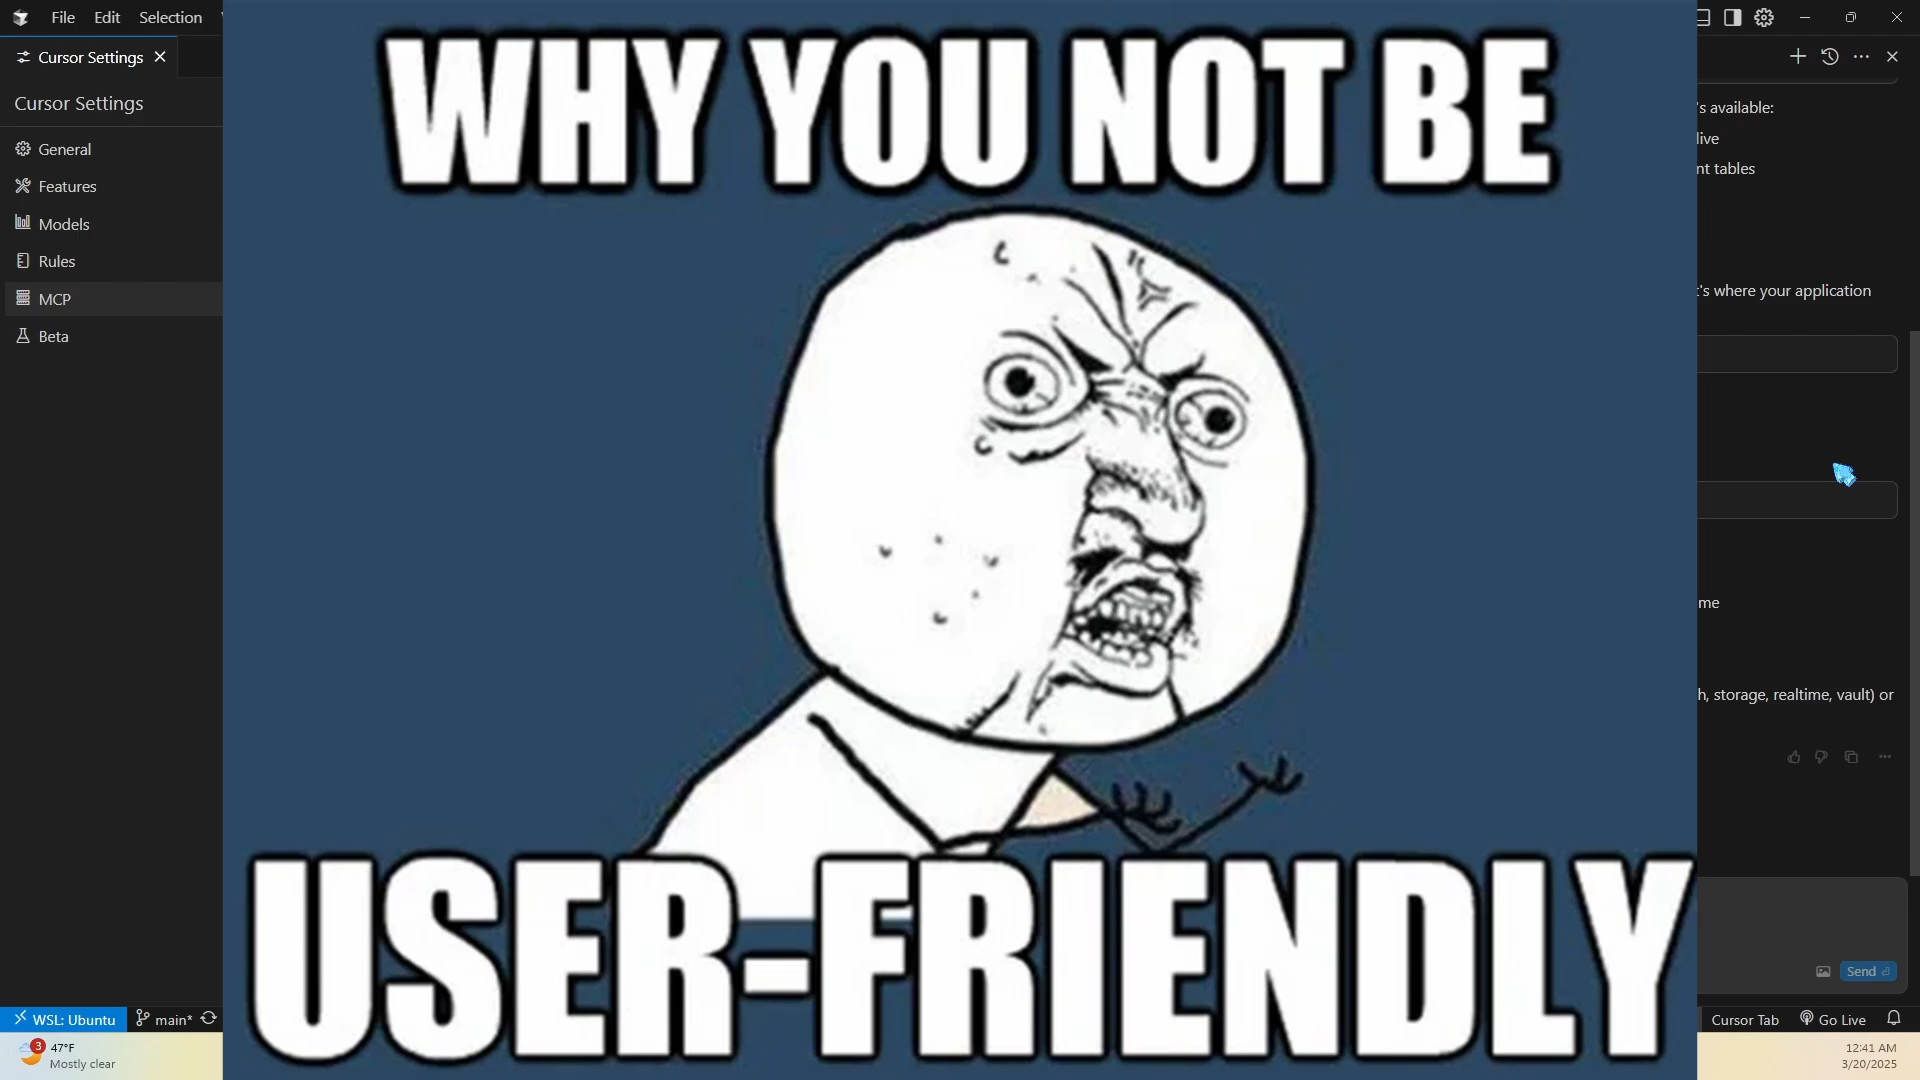 File Edit Selection
Cursor Settings
Cursor Settings
General
Features
Models
Rules
MCP
Beta
WHY YOU NOT BE
USER-FRIENDLY
's available:
live
nt tables
t's where your application
me
h, storage, realtime, vault) or
Send
WSL: Ubuntu main*
Cursor Tab Go Live
3
47°F
Mostly clear
12:41 AM
3/20/2025